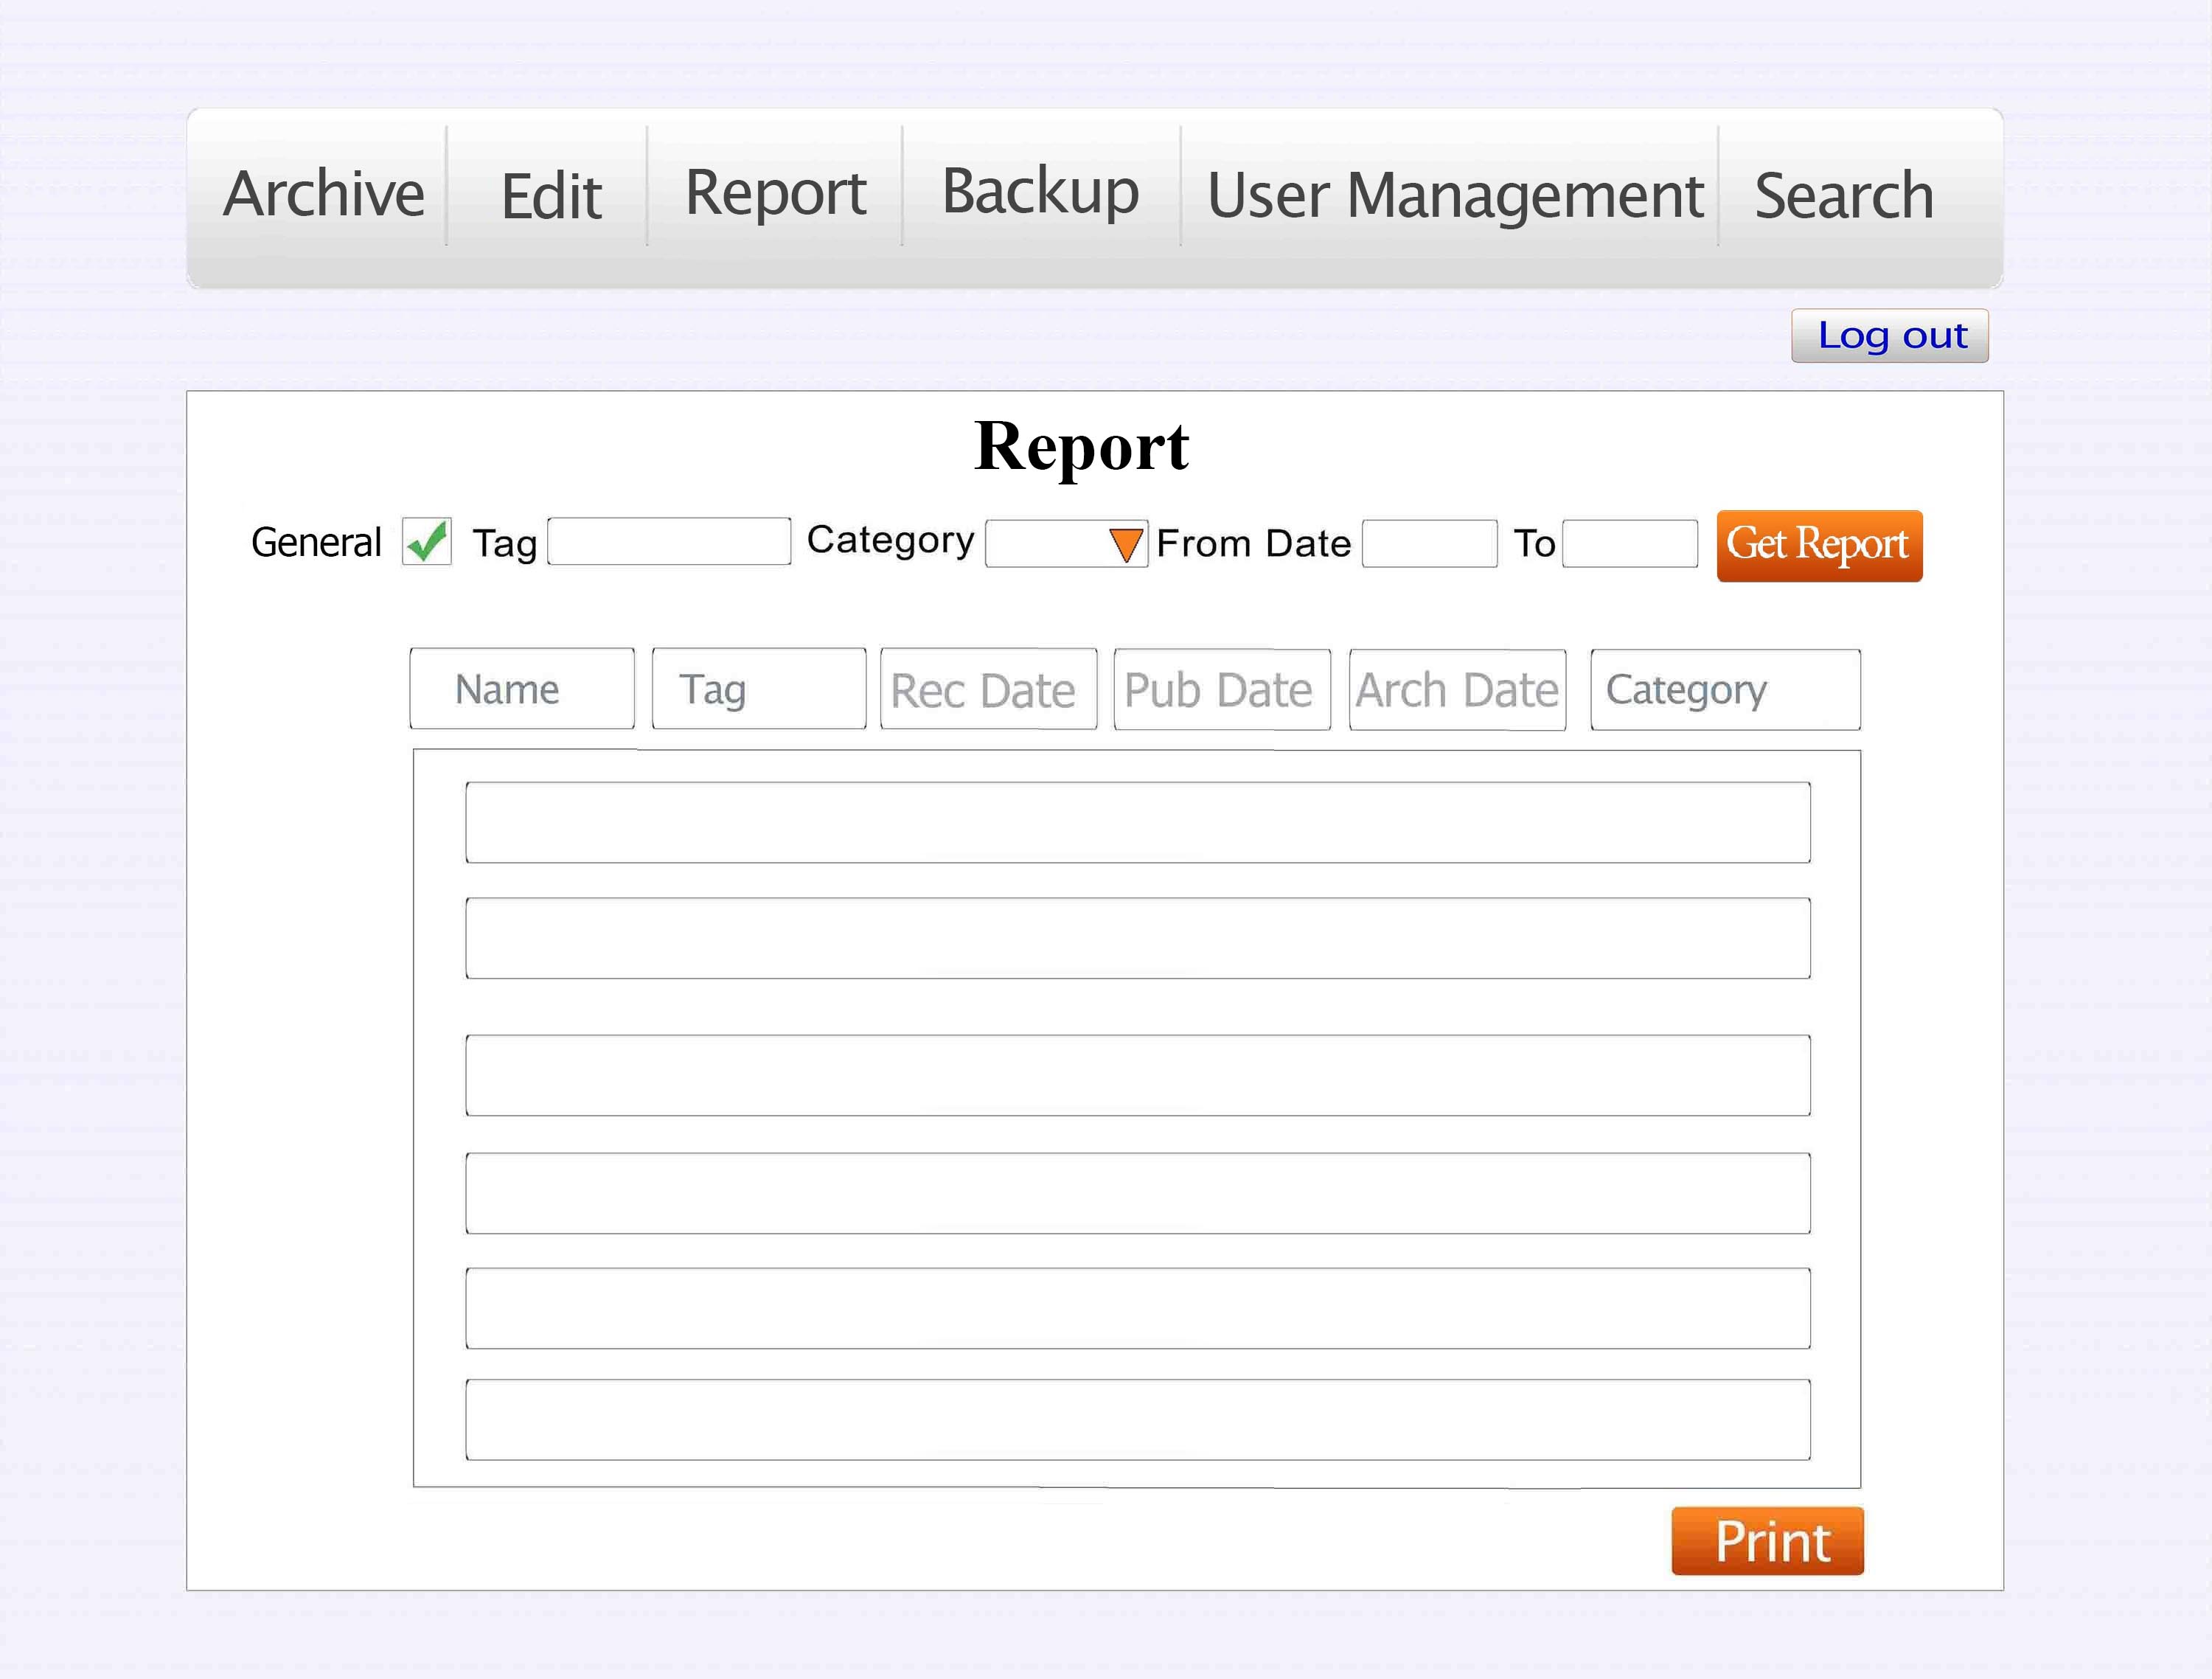 Archive Edit Report Backup User Management Search
Log out
Report
General Tag Category From Date To Get Report
Name Tag Rec Date Pub Date Arch Date Category
Print